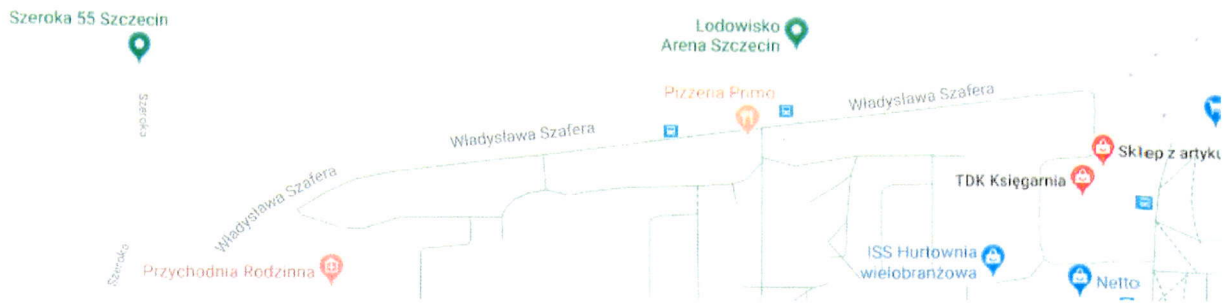 Szeroka 55 Szczecin
Lodowisko
Arena Szczecin
Szeroka
Pizzeria Primo
Władysława Szafera
Władysława Szafera
Sklep z artyku
TDK Księgarnia
Władysława Szafera
Szeroka
Przychodnia Rodzinna
ISS Hurtownia
wielobranżowa
Netto